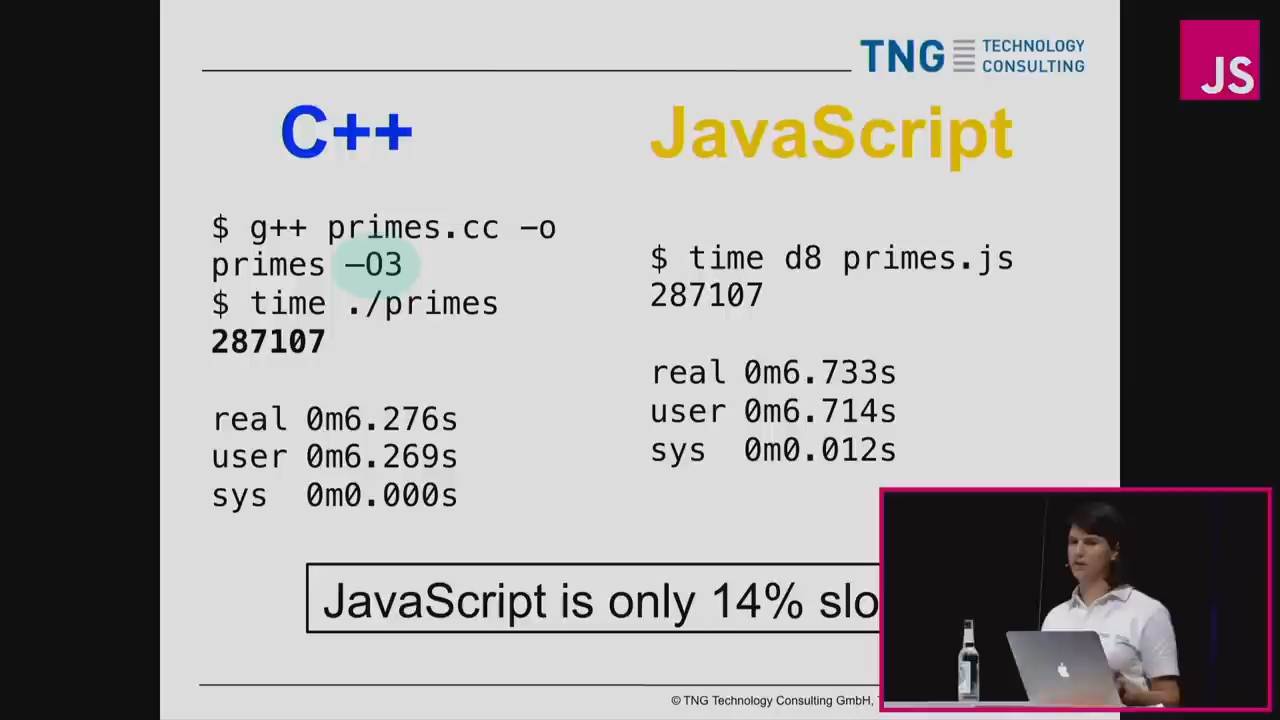 TNG TECHNOLOGY
CONSULTING
JS
C++
JavaScript
$ g++ primes.cc -o
primes -O3
$ time ./primes
287107
real 0m6.276s
user 0m6.269s
sys 0m0.000s
$ time d8 primes.js
287107
real 0m6.733s
user 0m6.714s
sys 0m0.012s
JavaScript is only 14% slo
© TNG Technology Consulting GmbH,